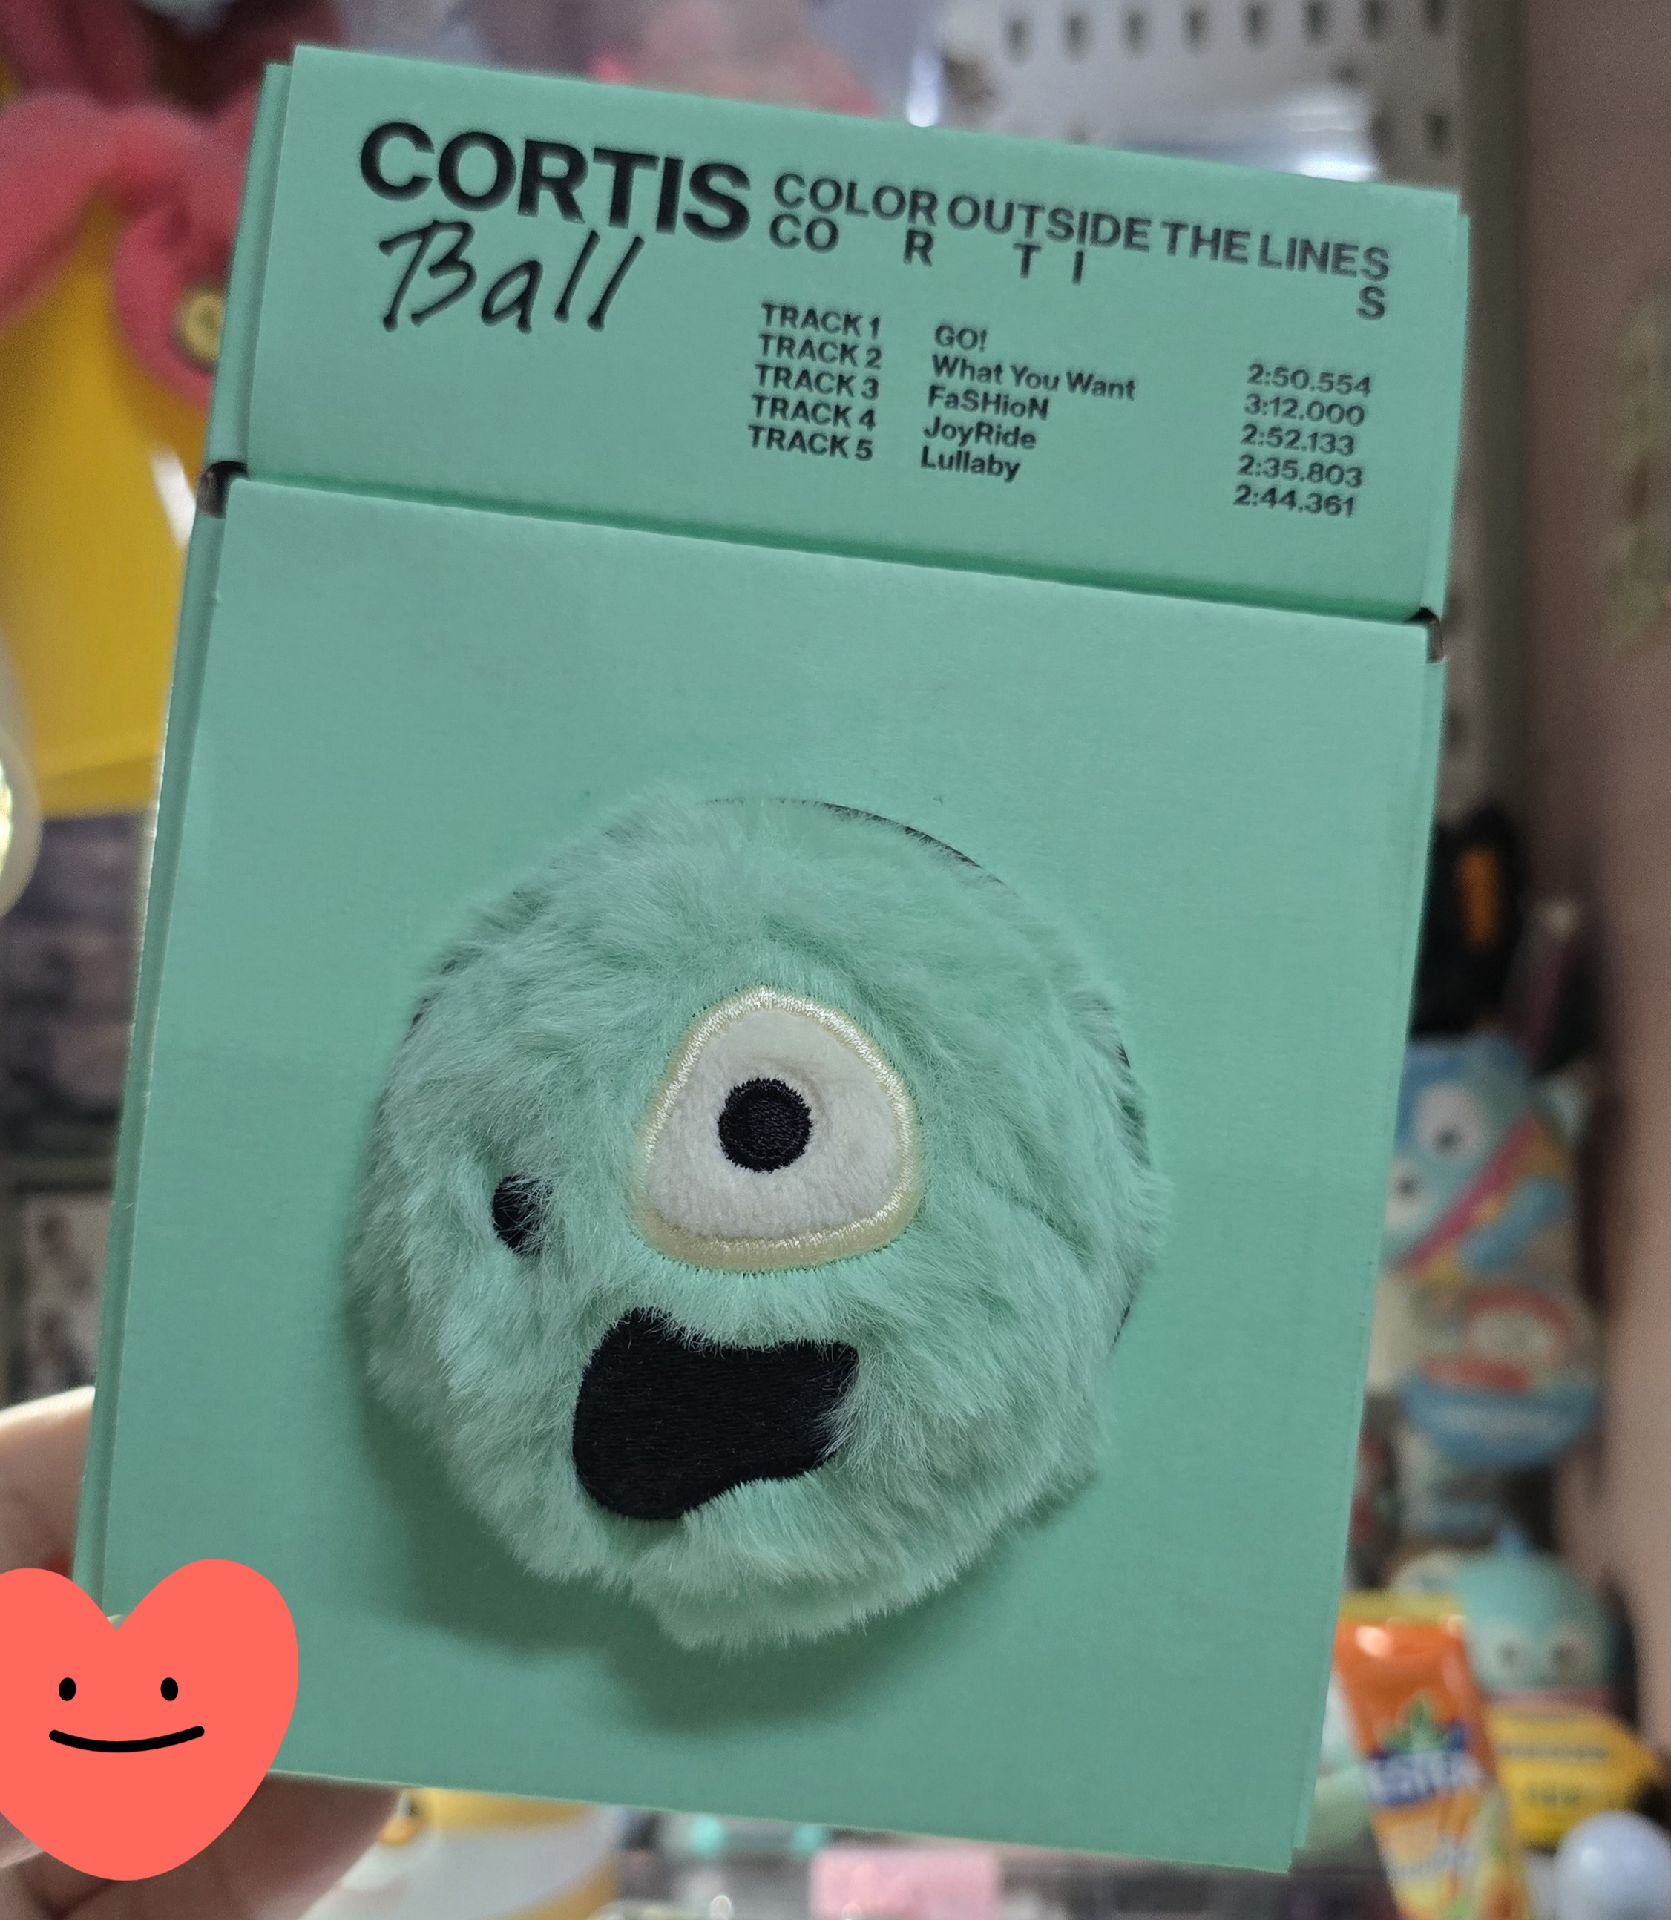 CORTIS
Ball
COLOR OUTSIDE THE LINES
CO R T I
S
TRACK 1 GO! 2:50.554
TRACK 2 What You Want 3:12.000
TRACK 3 FaSHioN 2:52.133
TRACK 4 JoyRide 2:35.803
TRACK 5 Lullaby 2:44.361